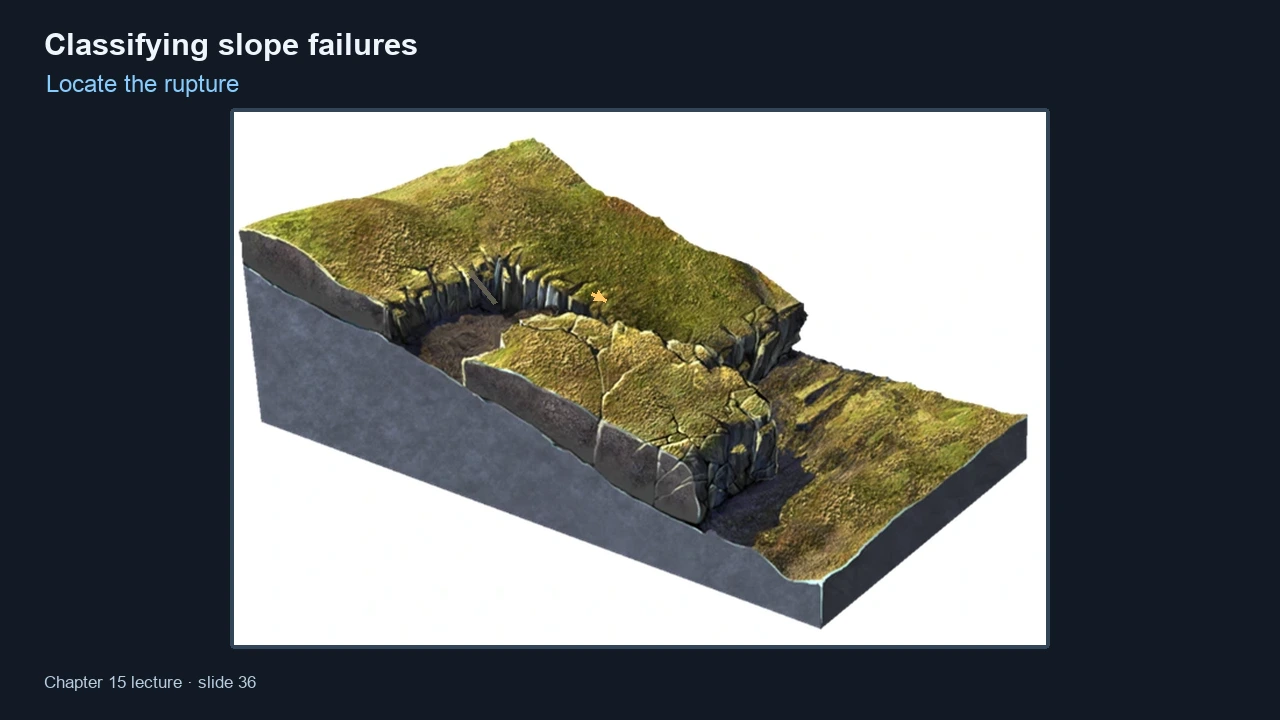 Classifying slope failures
Locate the rupture
Chapter 15 lecture · slide 36